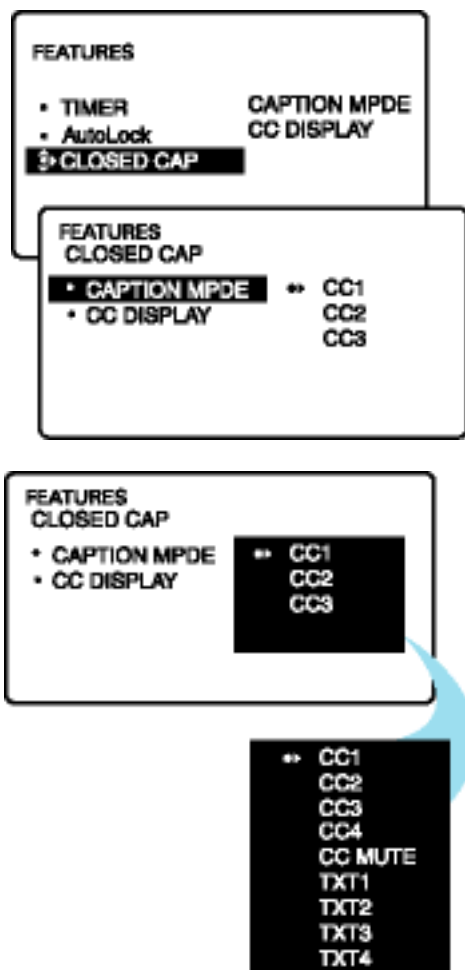 FEATURES
• TIMER
• AutoLock
CLOSED CAP
CAPTION MPDE
CC DISPLAY
FEATURES
CLOSED CAP
• CAPTION MPDE
• CC DISPLAY
CC1
CC2
CC3
FEATURES
CLOSED CAP
• CAPTION MPDE
• CC DISPLAY
CC1
CC2
CC3
CC1
CC2
CC3
CC4
CC MUTE
TXT1
TXT2
TXT3
TXT4